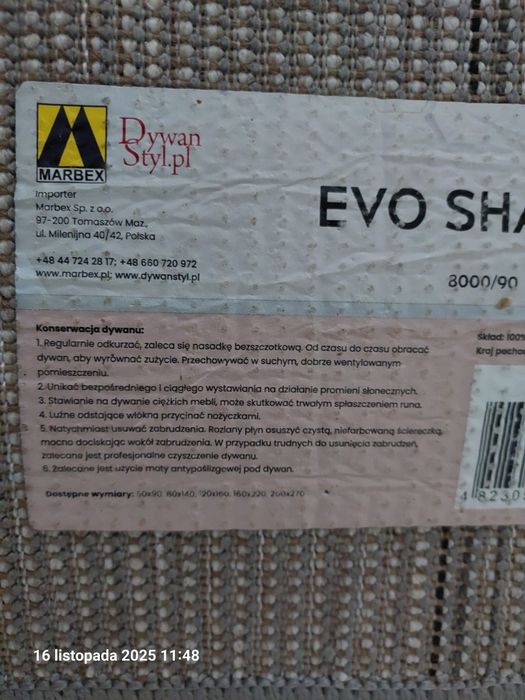 MARBEX
Dywan
Styl.pl
Importer
Marbex Sp. z o.o.
97-200 Tomaszów Maz.,
ul. Milenijna 40/42, Polska
+48 44 724 28 17; +48 660 720 972
www.marbex.pl; www.dywanstyl.pl
EVO SHA
8000/90
Konserwacja dywanu:
1. Regularnie odkurzać, zaleca się nasadkę bezszczotkową. Od czasu do czasu obracać
dywan, aby wyrównać zużycie. Przechowywać w suchym, dobrze wentylowanym
pomieszczeniu.
2. Unikać bezpośredniego i ciągłego wystawiania na działanie promieni słonecznych.
3. Stawianie na dywanie ciężkich mebli, może skutkować trwałym spłaszczeniem runa.
4. Luźne odstające włókna przycinać nożyczkami.
5. Natychmiast usuwać zabrudzenia. Rozlany płyn osuszyć czystą, niefarbowaną ściereczką,
mocno dociskając wokół zabrudzenia. W przypadku trudnych do usunięcia zabrudzeń,
zalecane jest profesjonalne czyszczenie dywanu.
6. Zalecane jest użycie maty antypoślizgowej pod dywan.
Dostępne wymiary: 60x90, 80x140, 120x160, 160x220, 200x270
Skład: 100%
Kraj pocho
4 8230
16 listopada 2025 11:48